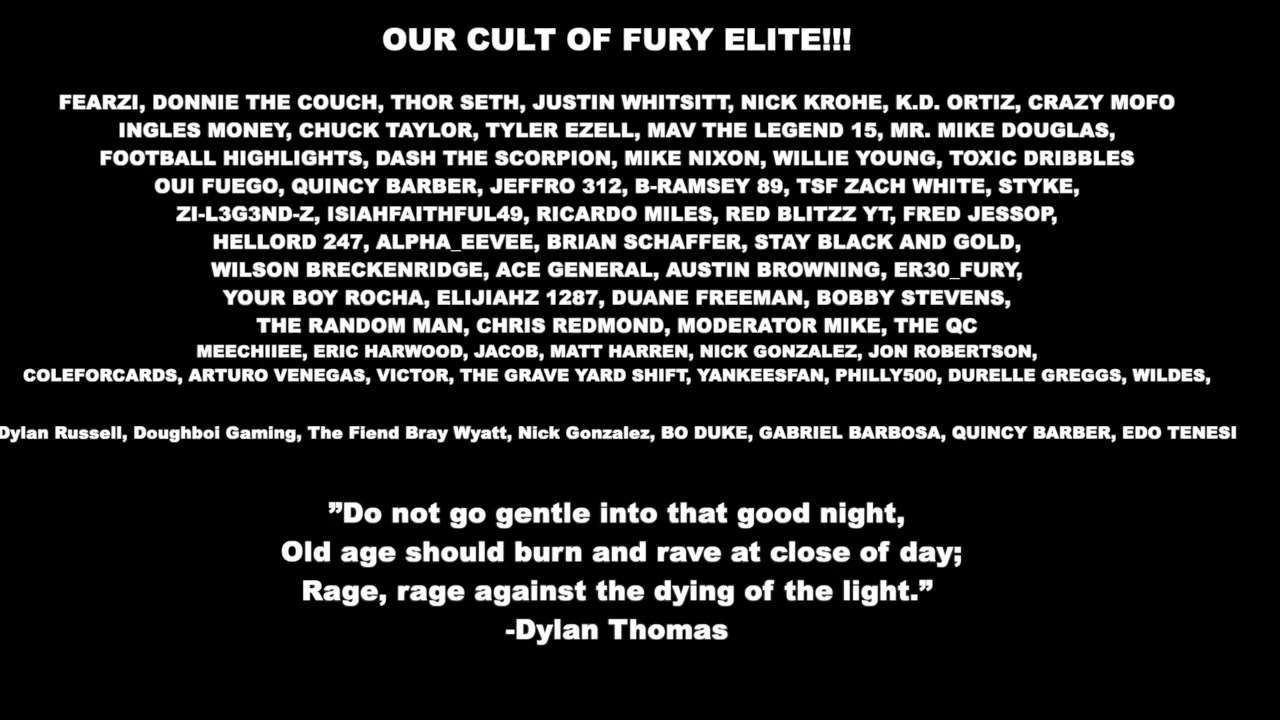 OUR CULT OF FURY ELITE!!!
FEARZI, DONNIE THE COUCH, THOR SETH, JUSTIN WHITSITT, NICK KROHE, K.D. ORTIZ, CRAZY MOFO
INGLES MONEY, CHUCK TAYLOR, TYLER EZELL, MAV THE LEGEND 15, MR. MIKE DOUGLAS,
FOOTBALL HIGHLIGHTS, DASH THE SCORPION, MIKE NIXON, WILLIE YOUNG, TOXIC DRIBBLES
OUI FUEGO, QUINCY BARBER, JEFFRO 312, B-RAMSEY 89, TSF ZACH WHITE, STYKE,
ZI-L3G3ND-Z, ISIAHFAITHFUL49, RICARDO MILES, RED BLITZZ YT, FRED JESSOP,
HELLORD 247, ALPHA_EEVEE, BRIAN SCHAFFER, STAY BLACK AND GOLD,
WILSON BRECKENRIDGE, ACE GENERAL, AUSTIN BROWNING, ER30_FURY,
YOUR BOY ROCHA, ELIJIAHZ 1287, DUANE FREEMAN, BOBBY STEVENS,
THE RANDOM MAN, CHRIS REDMOND, MODERATOR MIKE, THE QC
MEECHIIEE, ERIC HARWOOD, JACOB, MATT HARREN, NICK GONZALEZ, JON ROBERTSON,
COLEFORCARDS, ARTURO VENEGAS, VICTOR, THE GRAVE YARD SHIFT, YANKEESFAN, PHILLY500, DURELLE GREGGS, WILDES,
Dylan Russell, Doughboi Gaming, The Fiend Bray Wyatt, Nick Gonzalez, BO DUKE, GABRIEL BARBOSA, QUINCY BARBER, EDO TENESI
”Do not go gentle into that good night,
Old age should burn and rave at close of day;
Rage, rage against the dying of the light.”
-Dylan Thomas